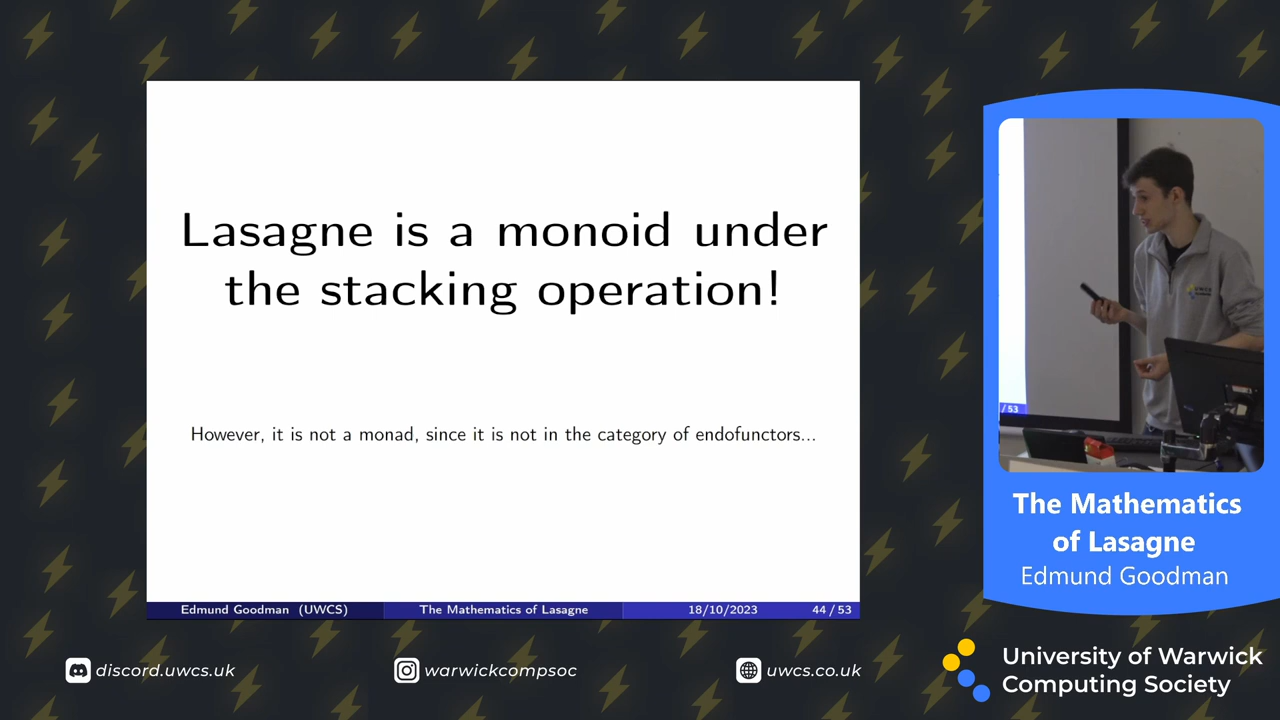 Lasagne is a monoid under
the stacking operation!
However, it is not a monad, since it is not in the category of endofunctors...
Edmund Goodman (UWCS)
The Mathematics of Lasagne
18/10/2023
44 / 53
/ 53
UWCS
The Mathematics
of Lasagne
Edmund Goodman
discord.uwcs.uk
warwickcompsoc
uwcs.co.uk
University of Warwick
Computing Society